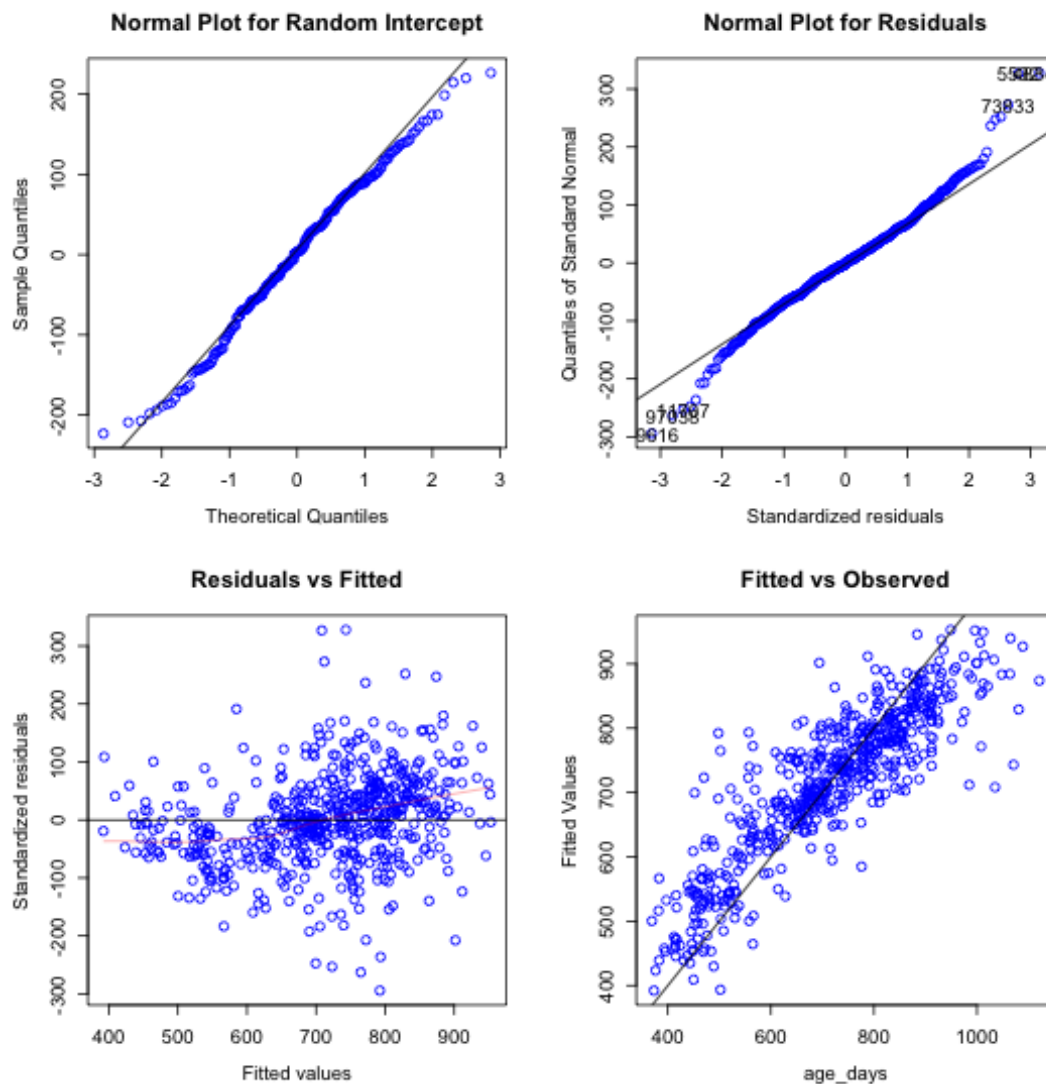 Normal Plot for Random Intercept
Sample Quantiles
200
100
0
-100
-200
-3 -2 -1 0 1 2 3
Theoretical Quantiles
Normal Plot for Residuals
Quantiles of Standard Normal
300
200
100
0
-100
-200
-300
-3 -2 -1 0 1 2 3
Standardized residuals
Residuals vs Fitted
Standardized residuals
300
200
100
0
-100
-200
-300
400 500 600 700 800 900
Fitted values
Fitted vs Observed
Fitted Values
900
800
700
600
500
400
400 600 800 1000
age_days